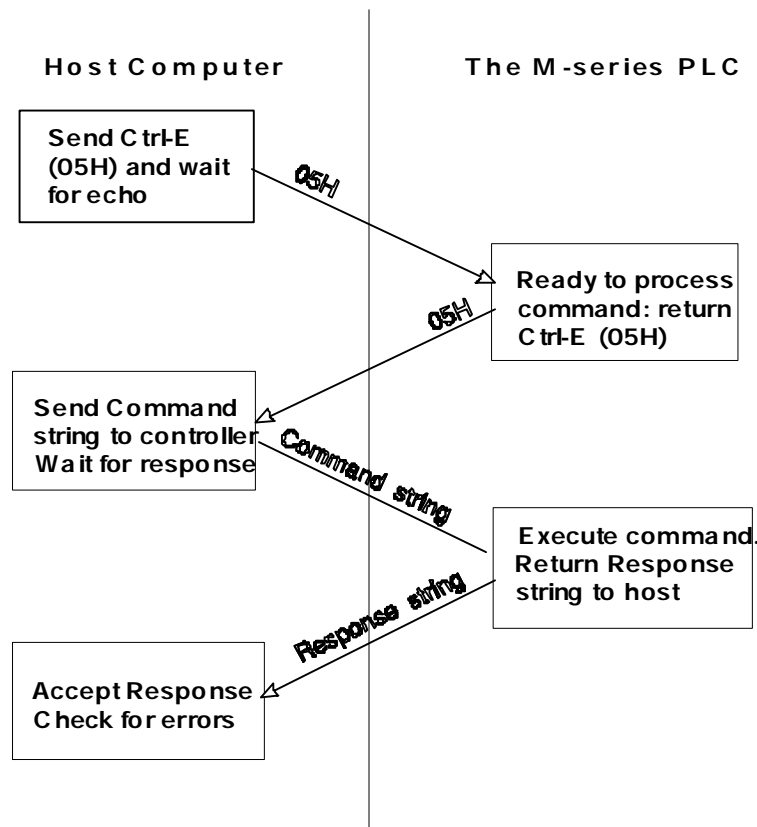 Host Computer
The M-series PLC
Send Ctrl-E
(05H) and wait
for echo
05H
Ready to process
command: return
Ctrl-E (05H)
05H
Send Command
string to controller
Wait for response
Command string
Execute command.
Return Response
string to host
Response string
Accept Response
Check for errors